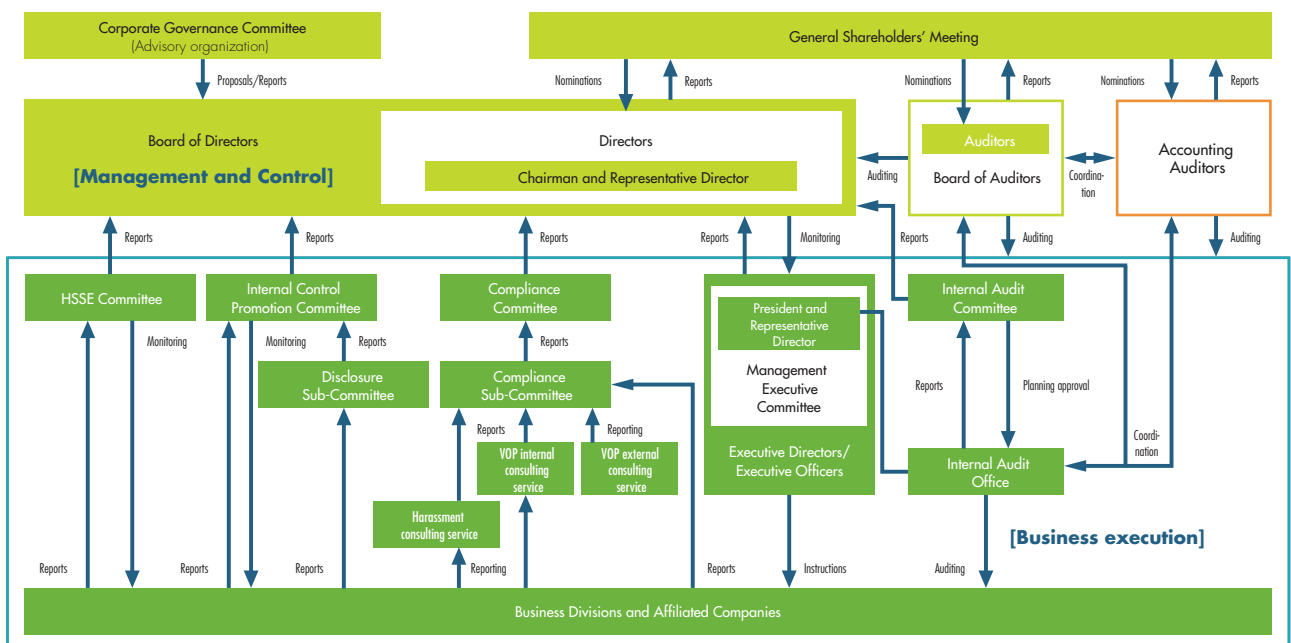 Corporate Governance Committee
(Advisory organization)
General Shareholders' Meeting
Proposals/Reports
Nominations
Reports
Nominations
Reports
Nominations
Reports
Board of Directors
[Management and Control]
Directors
Chairman and Representative Director
Auditing
Auditors
Board of Auditors
Coordina-
tion
Accounting
Auditors
Reports
Reports
Reports
Reports
Monitoring
Reports
Auditing
Auditing
HSSE Committee
Internal Control
Promotion Committee
Compliance
Committee
President and
Representative
Director
Management
Executive
Committee
Internal Audit
Committee
Monitoring
Monitoring
Reports
Reports
Disclosure
Sub-Committee
Compliance
Sub-Committee
Reports
Planning approval
Reports
Reporting
VOP internal
consulting
service
VOP external
consulting
service
Executive Directors/
Executive Officers
Internal Audit
Office
Coordi-
nation
Harassment
consulting service
[Business execution]
Reports
Reports
Reports
Reporting
Reports
Instructions
Auditing
Business Divisions and Affiliated Companies